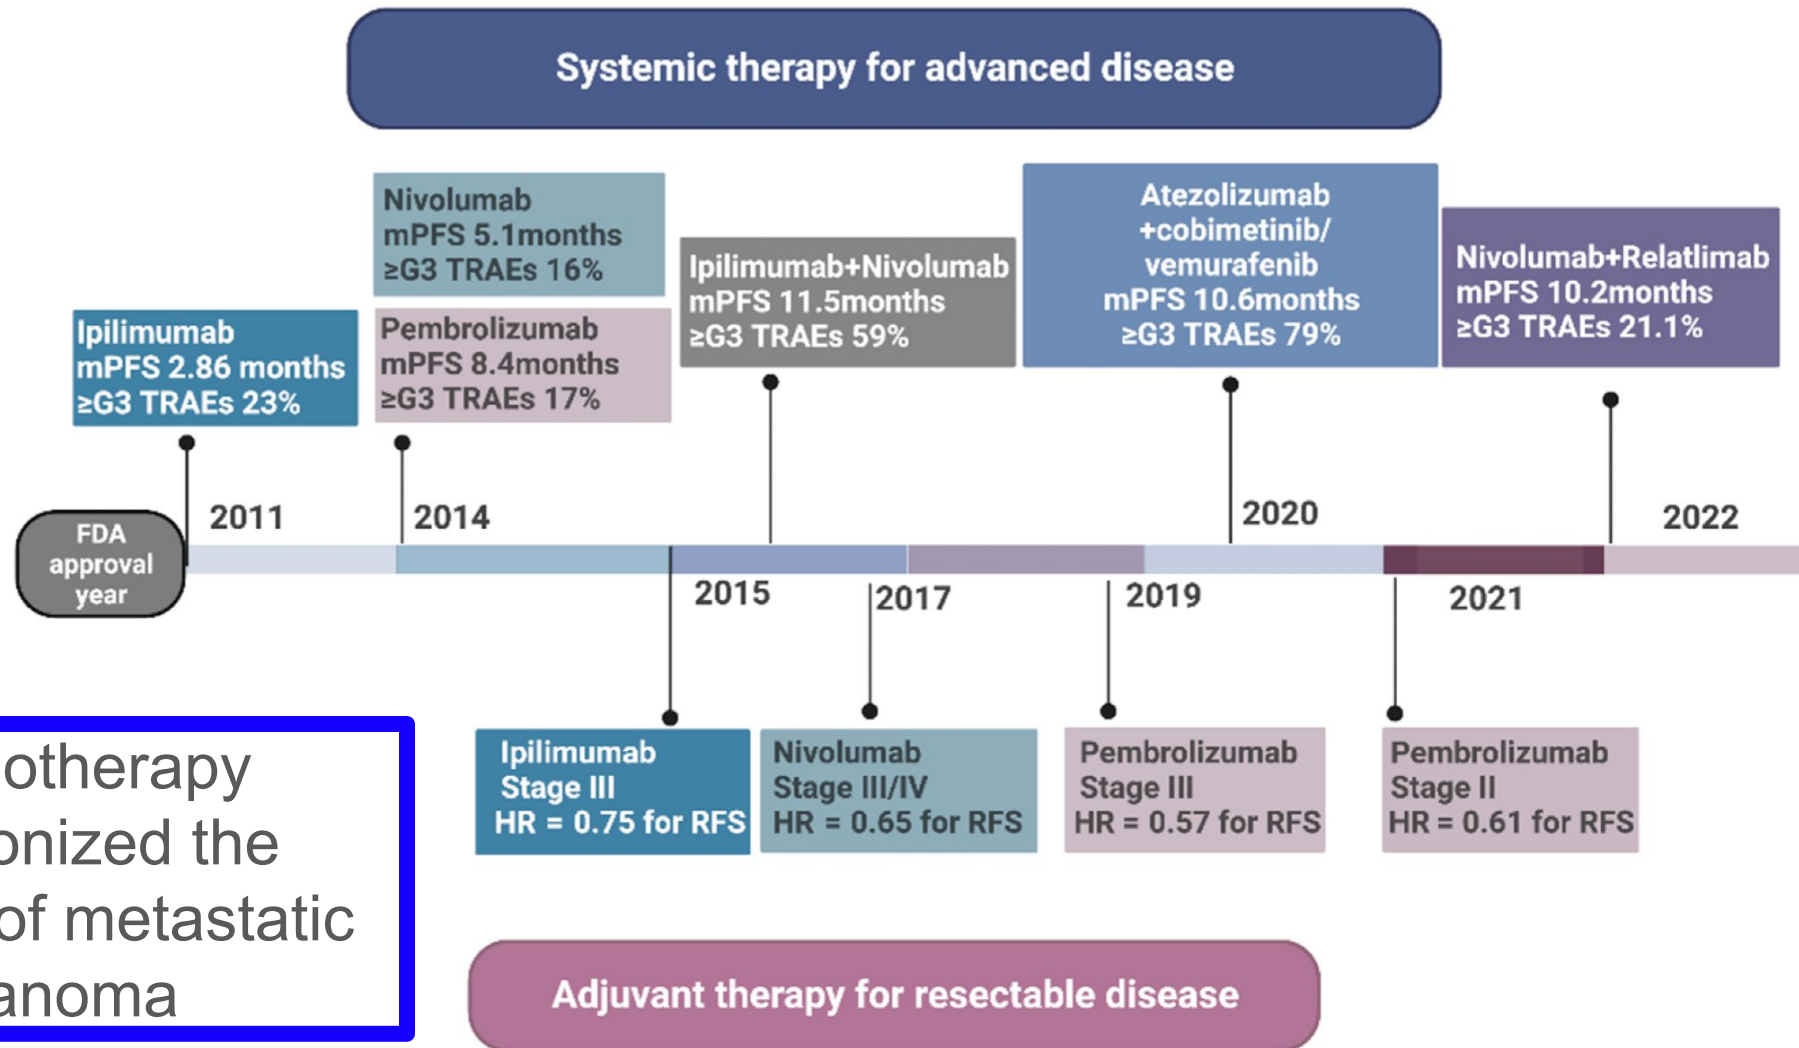 Systemic therapy for advanced disease
Nivolumab
mPFS 5.1months
≥G3 TRAEs 16%
Ipilimumab
mPFS 2.86 months
≥G3 TRAEs 23%
Pembrolizumab
mPFS 8.4months
≥G3 TRAEs 17%
Ipilimumab+Nivolumab
mPFS 11.5months
≥G3 TRAEs 59%
Atezolizumab
+cobimetinib/
vemurafenib
mPFS 10.6months
≥G3 TRAEs 79%
Nivolumab+Relatlimab
mPFS 10.2months
≥G3 TRAEs 21.1%
FDA
approval
year
2011
2014
2015
2017
2019
2020
2021
2022
Ipilimumab
Stage III
HR = 0.75 for RFS
Nivolumab
Stage III/IV
HR = 0.65 for RFS
Pembrolizumab
Stage III
HR = 0.57 for RFS
Pembrolizumab
Stage II
HR = 0.61 for RFS
otherapy
onized the
of metastatic
anoma
Adjuvant therapy for resectable disease